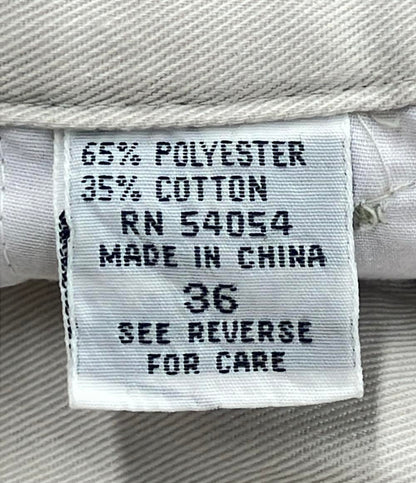 65% POLYESTER
35% COTTON
RN 54054
MADE IN CHINA
36
SEE REVERSE
FOR CARE